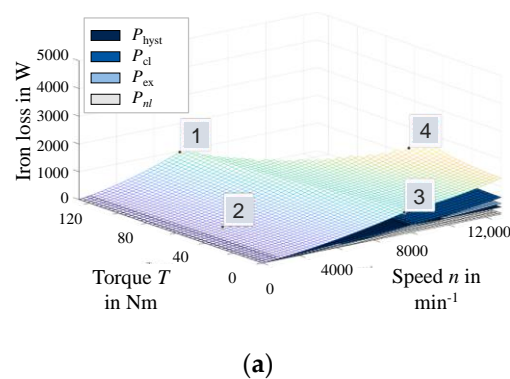 P_hyst
P_cl
P_ex
P_nl
Iron loss in W
5000
4000
3000
2000
1000
0
1
4
2
3
120
80
40
0
0
4000
8000
12,000
Torque T
in Nm
Speed n in
min⁻¹
(a)